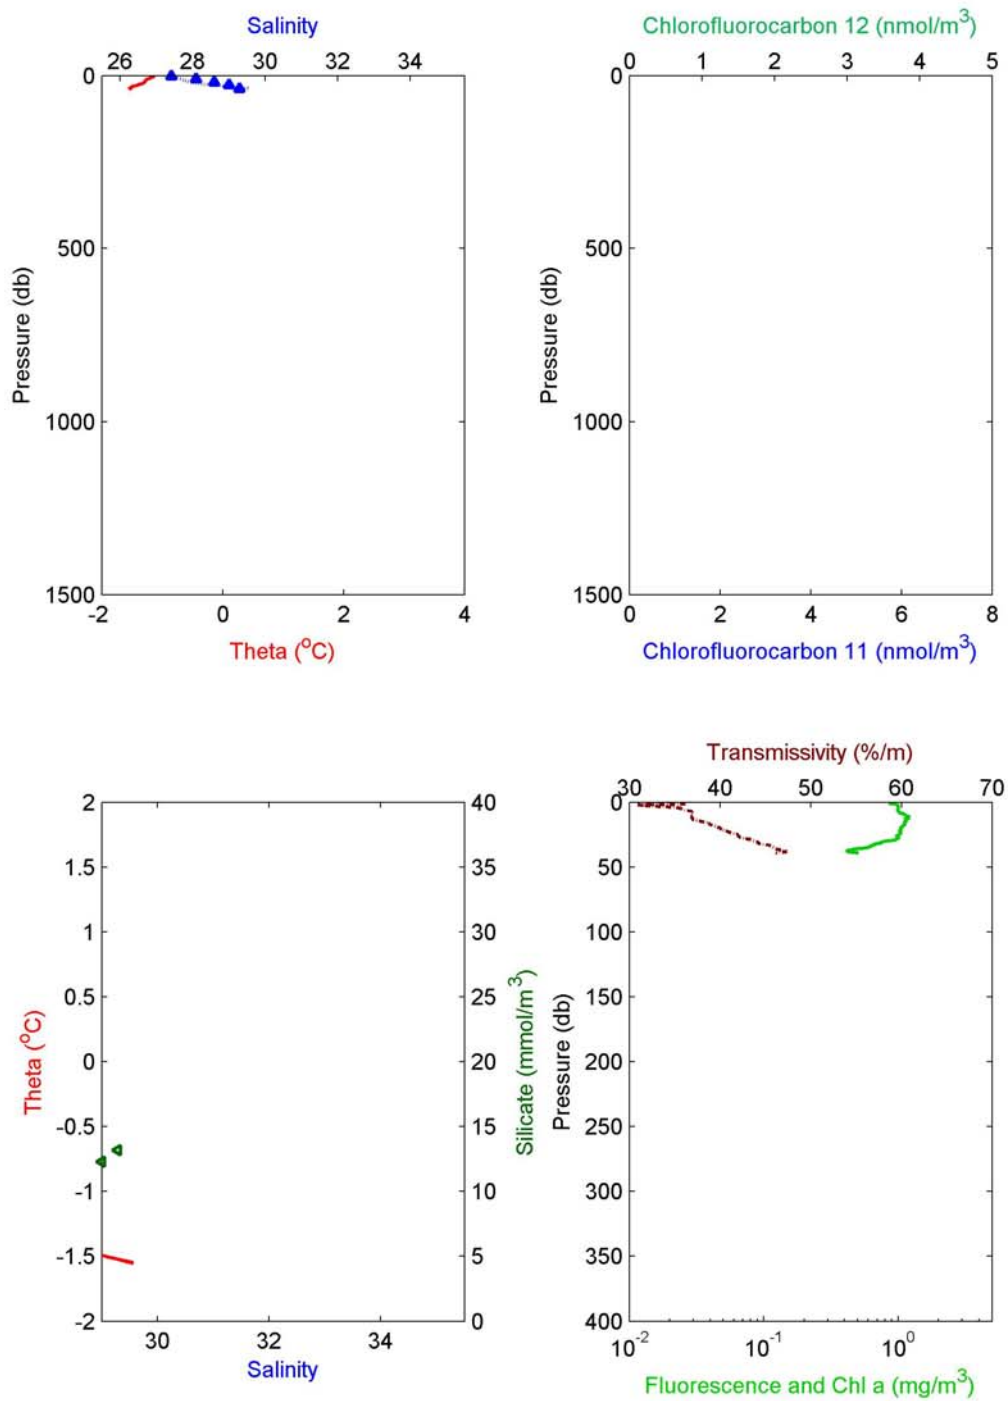 Salinity
26 28 30 32 34
0
500
1000
1500
Pressure (db)
-2 0 2 4
Theta (°C)
Chlorofluorocarbon 12 (nmol/m³)
0 1 2 3 4 5
0
500
1000
1500
Pressure (db)
0 2 4 6 8
Chlorofluorocarbon 11 (nmol/m³)
2
1.5
1
0.5
0
-0.5
-1
-1.5
-2
Theta (°C)
40
35
30
25
20
15
10
5
0
Silicate (mmol/m³)
30 32 34
Salinity
Transmissivity (%/m)
30 40 50 60 70
0
50
100
150
200
250
300
350
400
Pressure (db)
10⁻² 10⁻¹ 10⁰
Fluorescence and Chl a (mg/m³)